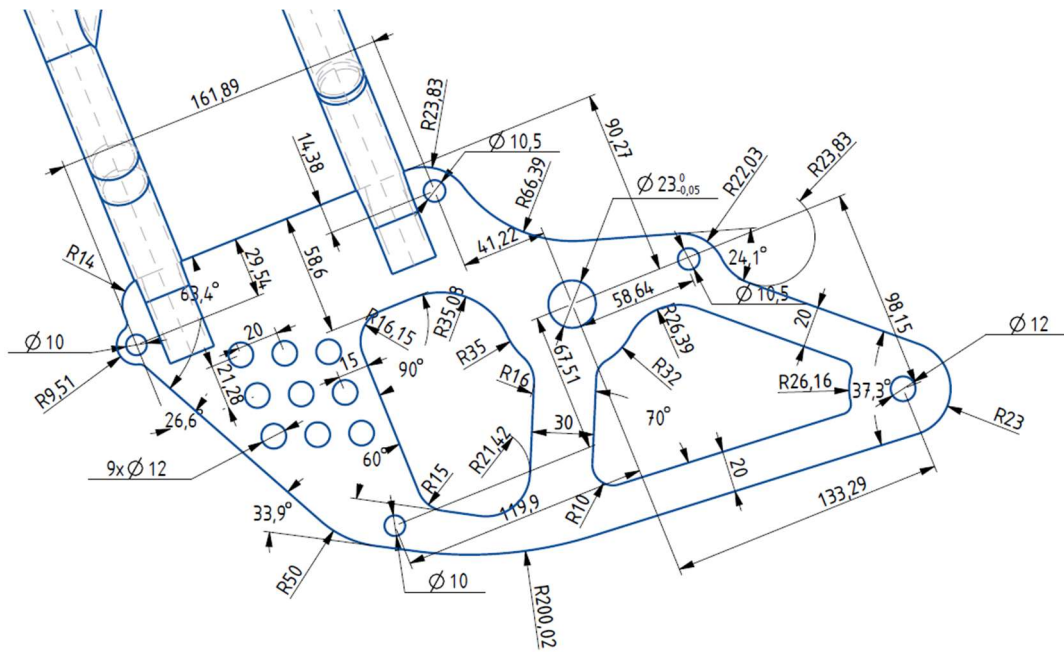 161,89
14,38
R23,83
Ø 10,5
90,27
R66,39
Ø 23 0 -0,05
R22,03
R23,83
R14
63,4°
29,54
58,6
41,22
24,1°
58,64
Ø 10,5
98,15
Ø 10
20
R16,15
R35,08
R35
R26,39
20
Ø 12
R9,51
21,28
15
90°
R16
67,51
R32
R26,16
37,3°
R23
26,6°
9x Ø 12
60°
R21,42
30
70°
20
R15
119,9
R10
133,29
33,9°
R50
Ø 10
R200,02